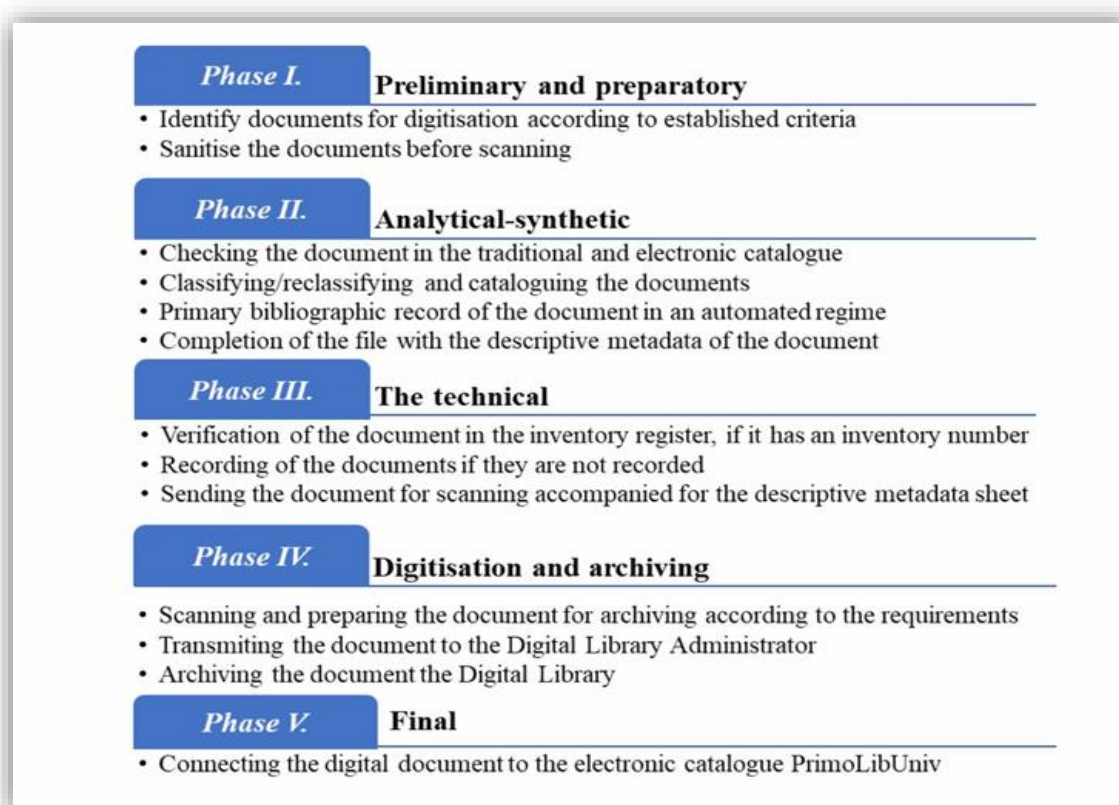 Phase I.
Preliminary and preparatory
• Identify documents for digitisation according to established criteria
• Sanitise the documents before scanning
Phase II.
Analytical-synthetic
• Checking the document in the traditional and electronic catalogue
• Classifying/reclassifying and cataloguing the documents
• Primary bibliographic record of the document in an automated regime
• Completion of the file with the descriptive metadata of the document
Phase III.
The technical
• Verification of the document in the inventory register, if it has an inventory number
• Recording of the documents if they are not recorded
• Sending the document for scanning accompanied for the descriptive metadata sheet
Phase IV.
Digitisation and archiving
• Scanning and preparing the document for archiving according to the requirements
• Transmiting the document to the Digital Library Administrator
• Archiving the document the Digital Library
Phase V.
Final
• Connecting the digital document to the electronic catalogue PrimoLibUniv